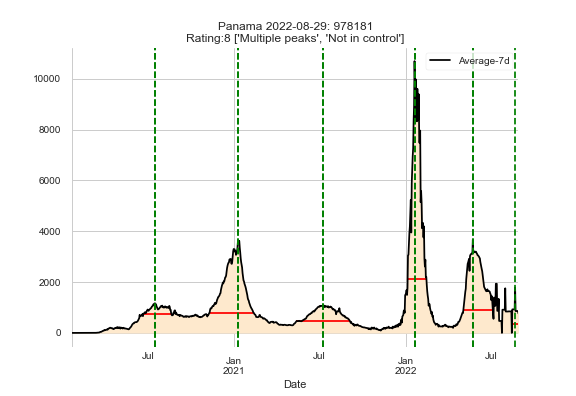 Panama 2022-08-29: 978181
Rating:8 ['Multiple peaks', 'Not in control']
Average-7d
10000
8000
6000
4000
2000
0
Jul
Jan
2021
Jul
Jan
2022
Jul
Date